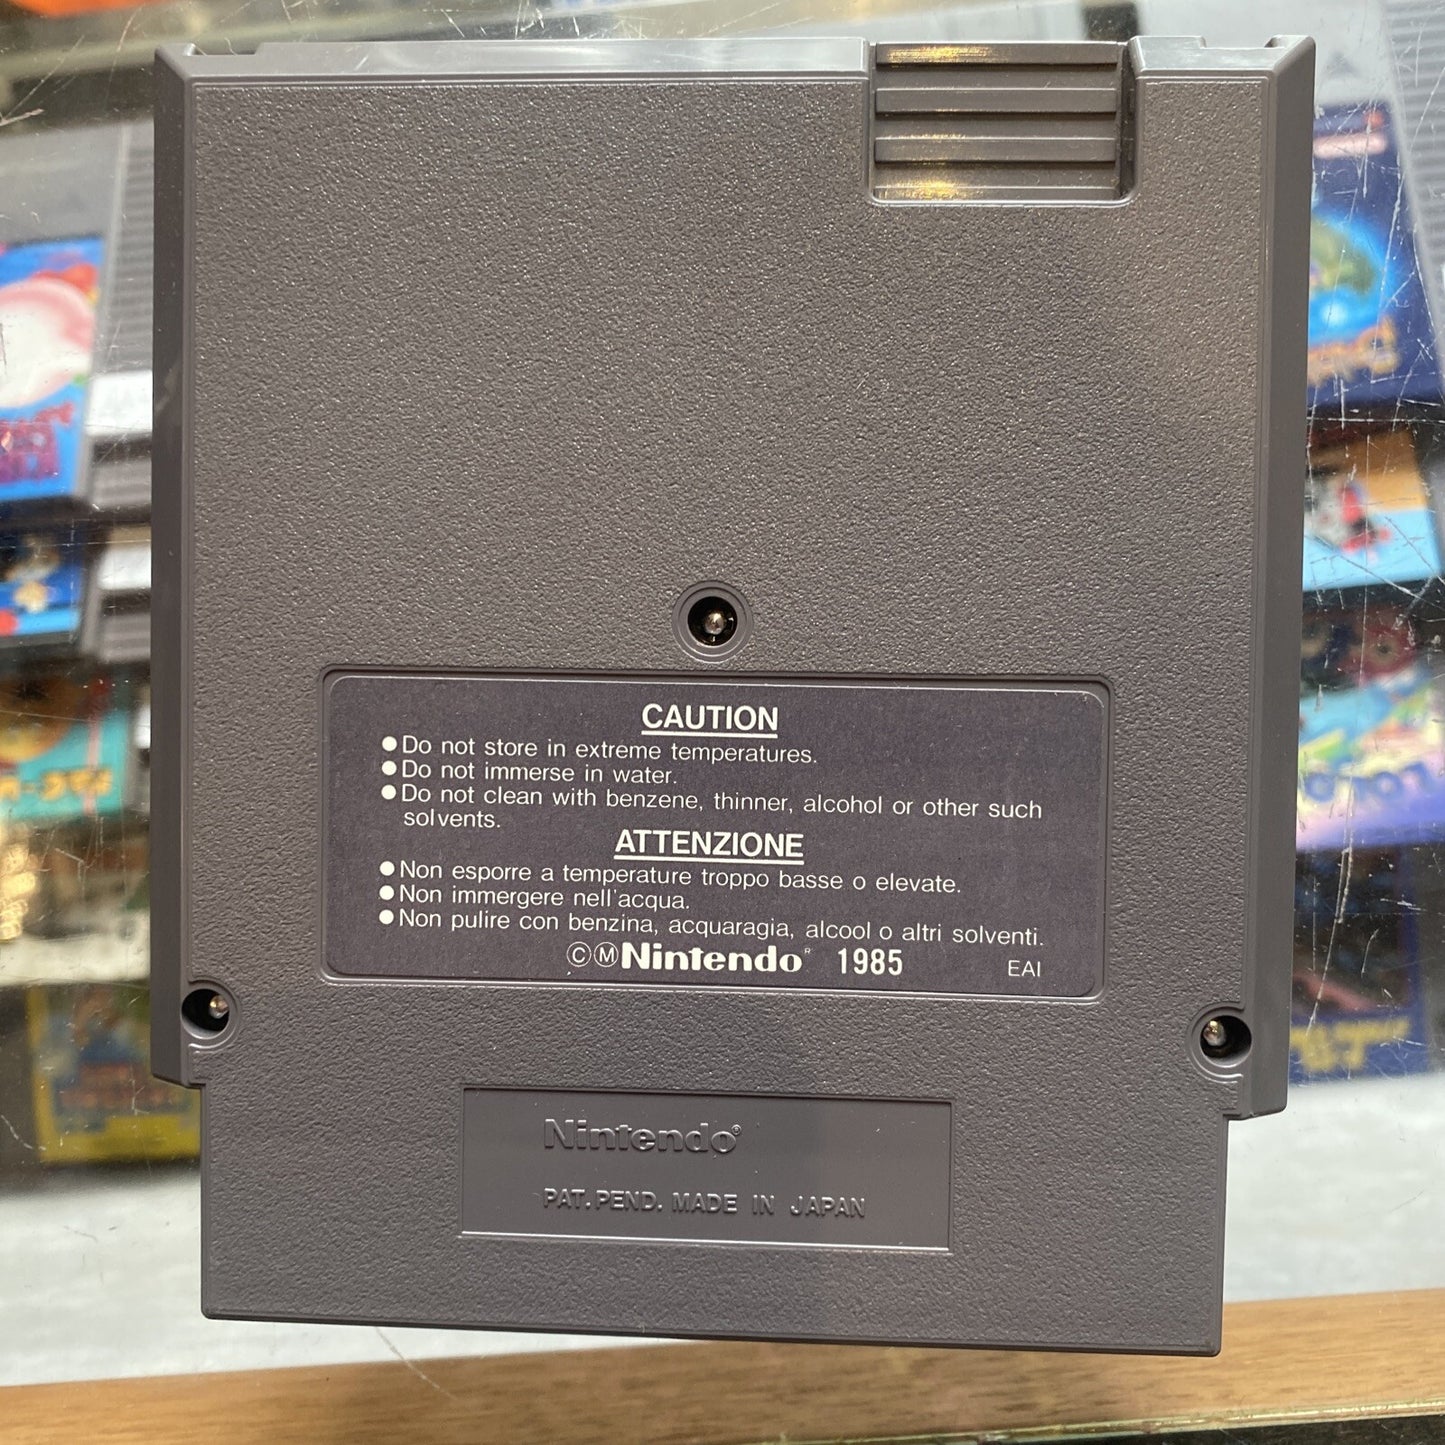 CAUTION
●Do not store in extreme temperatures.
●Do not immerse in water.
●Do not clean with benzene, thinner, alcohol or other such
solvents.
ATTENZIONE
●Non esporre a temperature troppo basse o elevate.
●Non immergere nell'acqua.
●Non pulire con benzina, acquaragia, alcool o altri solventi.
ⒸⓂNintendo® 1985 EAI
Nintendo®
PAT. PEND. MADE IN JAPAN